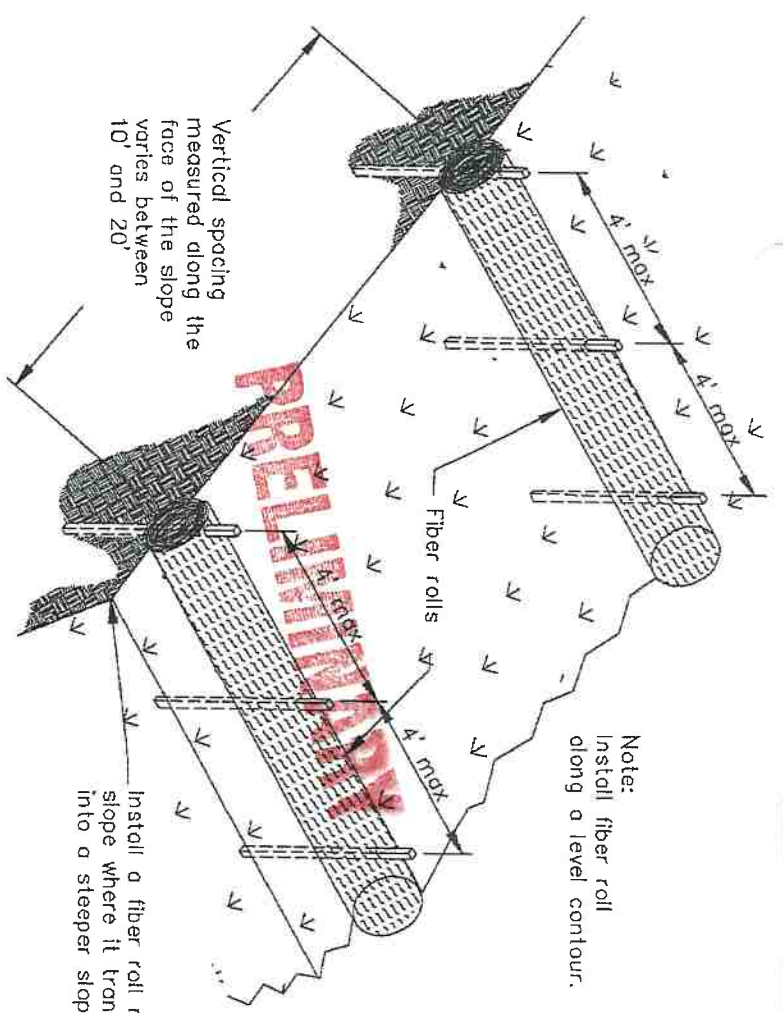 Note:
Install fiber roll
along a level contour.
4' max
4' max
Fiber rolls
Vertical spacing
measured along the
face of the slope
varies between
10' and 20'
4' max
4' max
PRELIMINARY
Install a fiber roll
slope where it
into a steeper